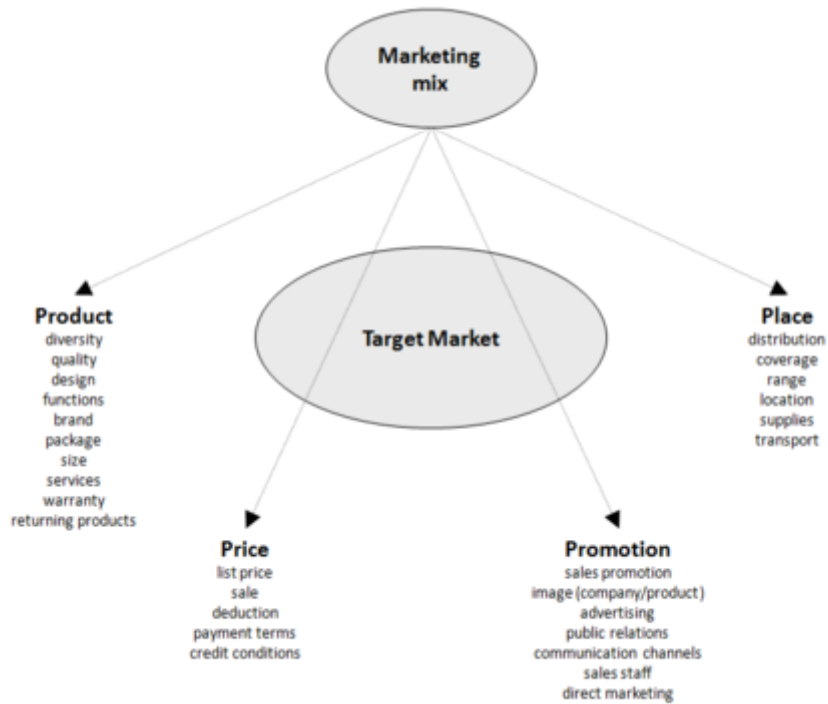 Marketing
mix
Target Market
Product
diversity
quality
design
functions
brand
package
size
services
warranty
returning products
Price
list price
sale
deduction
payment terms
credit conditions
Promotion
sales promotion
image (company/product)
advertising
public relations
communication channels
sales staff
direct marketing
Place
distribution
coverage
range
location
supplies
transport